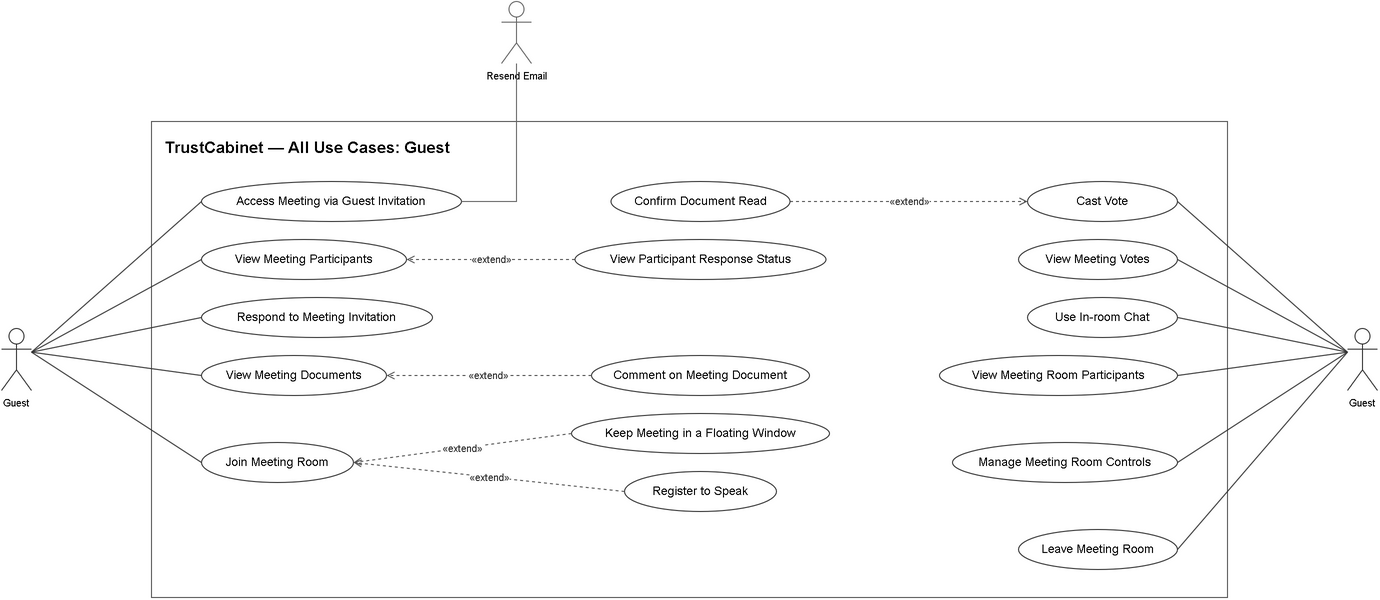 Resend Email
TrustCabinet — All Use Cases: Guest
Access Meeting via Guest Invitation
Confirm Document Read
«extend»
Cast Vote
View Meeting Participants
«extend»
View Participant Response Status
View Meeting Votes
Respond to Meeting Invitation
Use In-room Chat
View Meeting Documents
«extend»
Comment on Meeting Document
View Meeting Room Participants
Guest
Guest
Keep Meeting in a Floating Window
«extend»
Join Meeting Room
Manage Meeting Room Controls
«extend»
Register to Speak
Leave Meeting Room